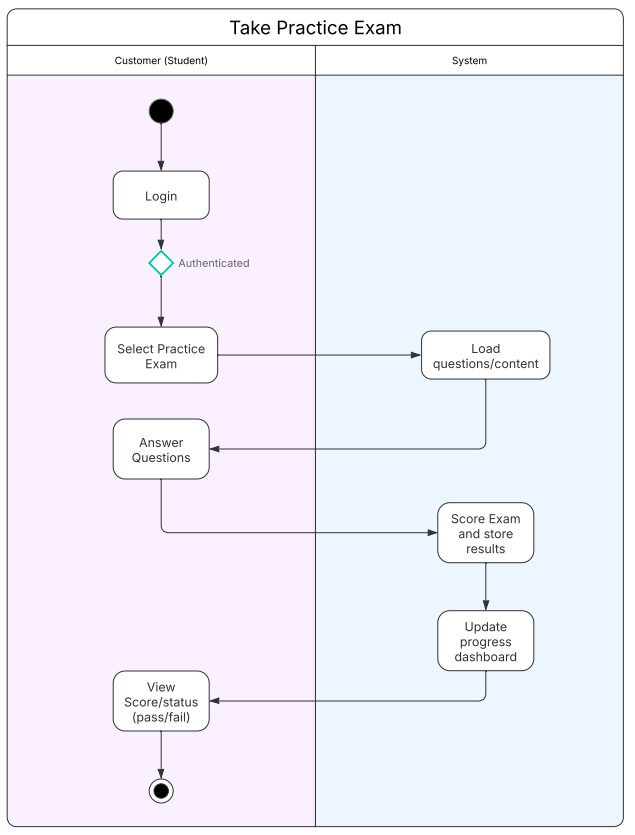 Take Practice Exam
Customer (Student)
System
Login
Authenticated
Select Practice
Exam
Load
questions/content
Answer
Questions
Score Exam
and store
results
Update
progress
dashboard
View
Score/status
(pass/fail)